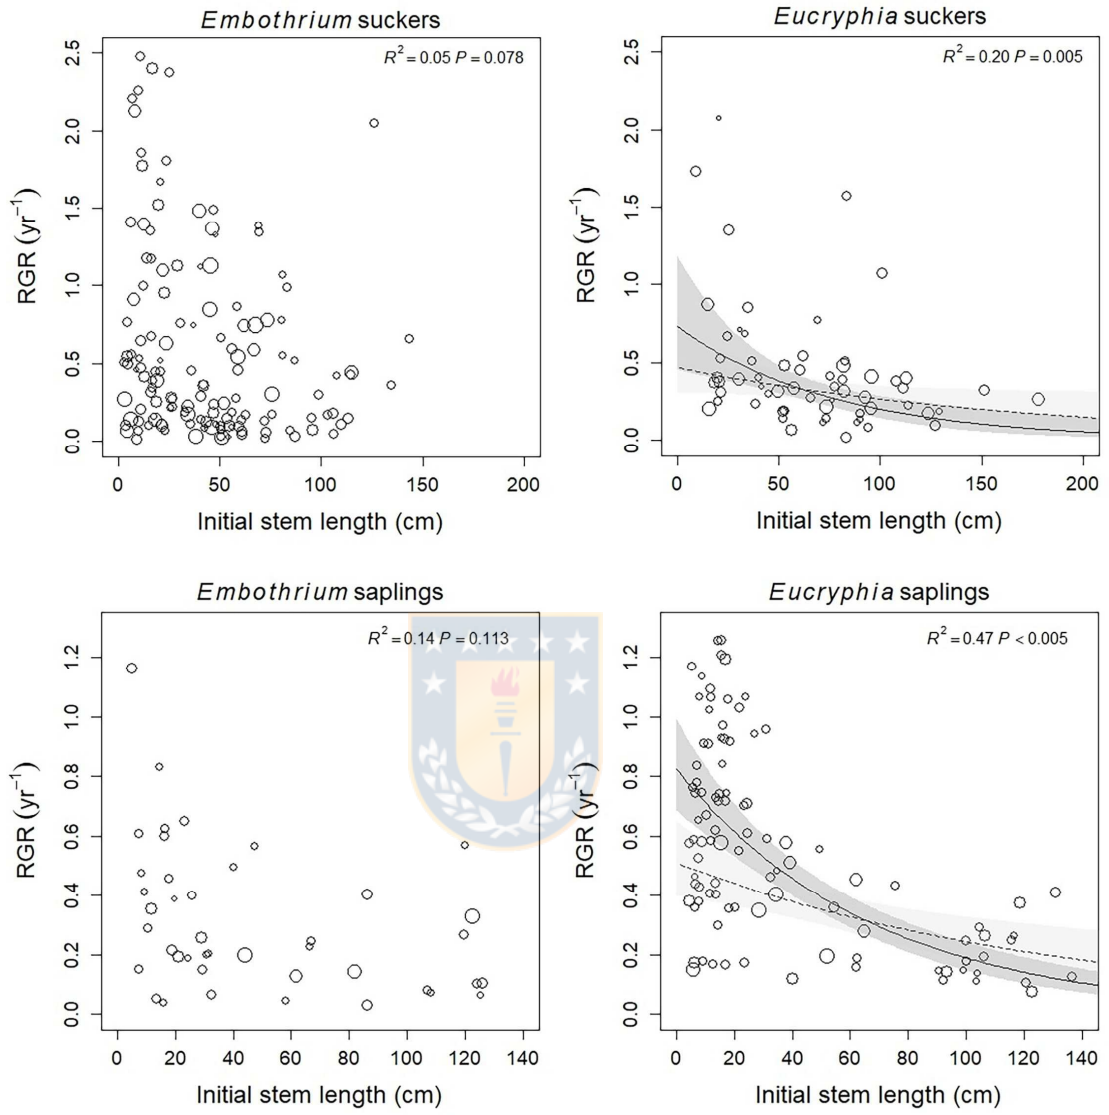 Embothrium suckers
R² = 0.05 P = 0.078
RGR (yr⁻¹)
2.5
2.0
1.5
1.0
0.5
0.0
0 50 100 150 200
Initial stem length (cm)
Eucryphia suckers
R² = 0.20 P = 0.005
RGR (yr⁻¹)
2.5
2.0
1.5
1.0
0.5
0.0
0 50 100 150 200
Initial stem length (cm)
Embothrium saplings
R² = 0.14 P = 0.113
RGR (yr⁻¹)
1.2
1.0
0.8
0.6
0.4
0.2
0.0
0 20 40 60 80 100 120 140
Initial stem length (cm)
Eucryphia saplings
R² = 0.47 P < 0.005
RGR (yr⁻¹)
1.2
1.0
0.8
0.6
0.4
0.2
0.0
0 20 40 60 80 100 120 140
Initial stem length (cm)